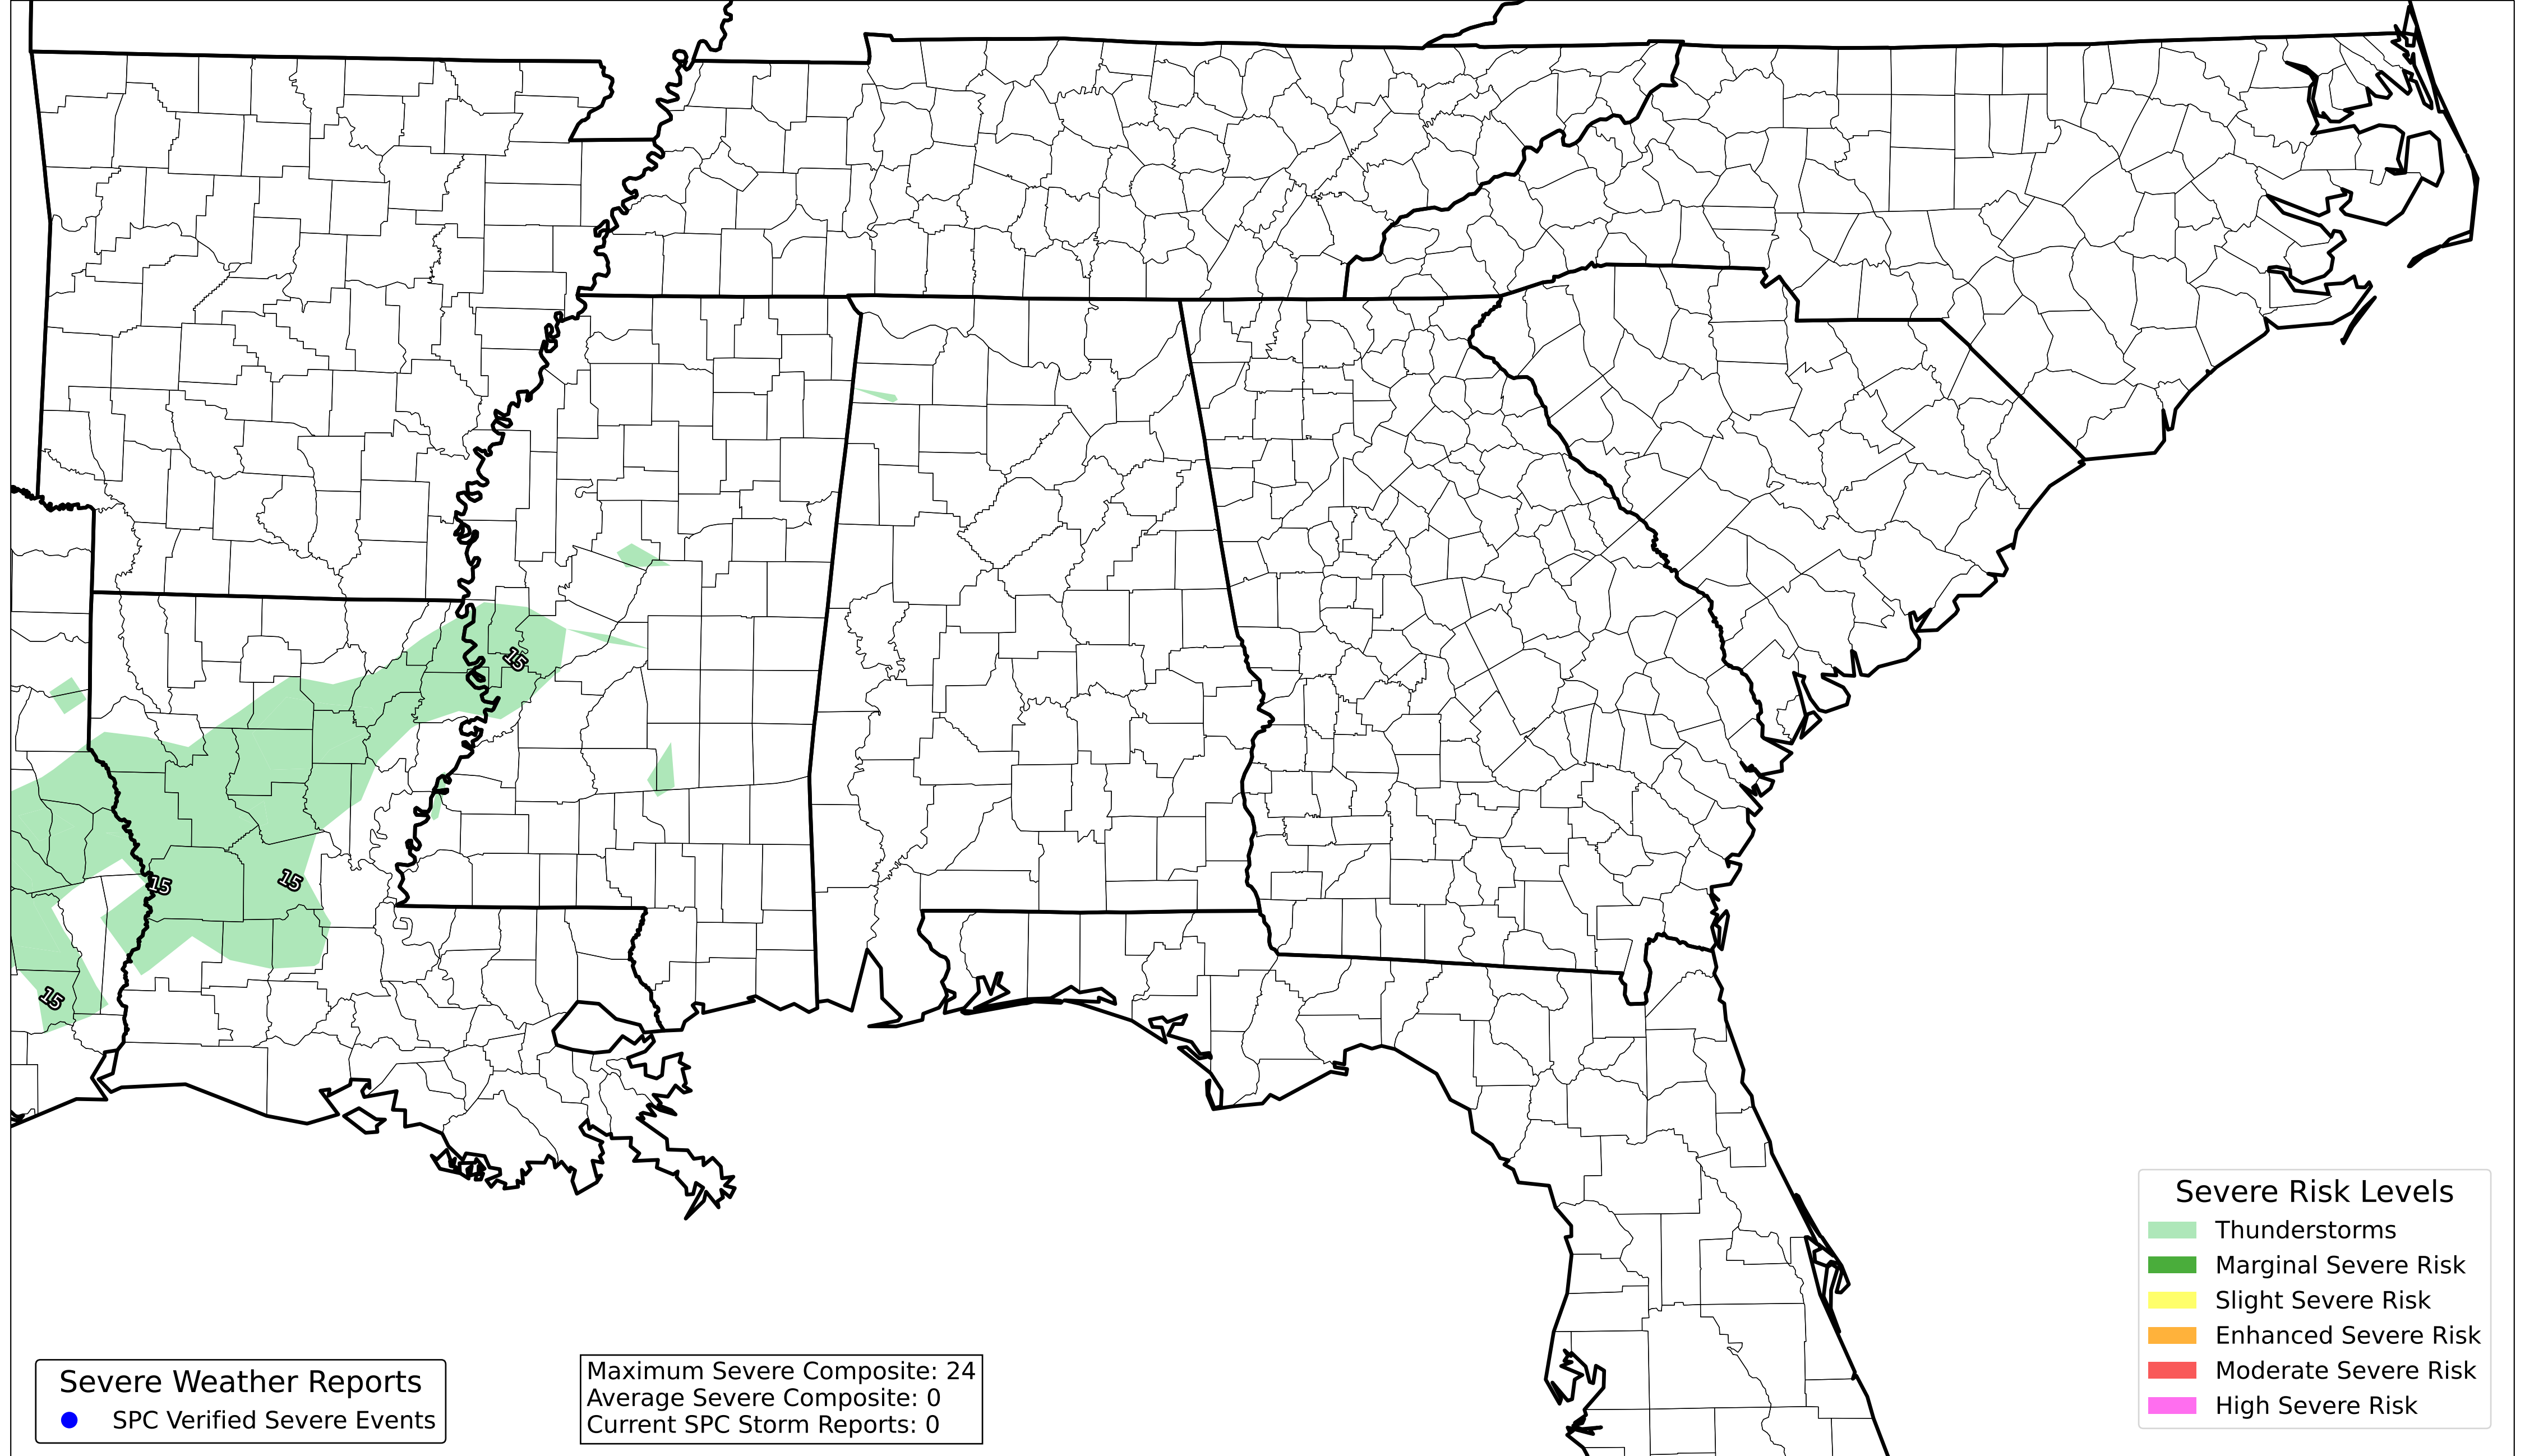 15
15
15
15
Severe Risk Levels
Thunderstorms
Marginal Severe Risk
Slight Severe Risk
Enhanced Severe Risk
Moderate Severe Risk
High Severe Risk
Severe Weather Reports
SPC Verified Severe Events
Maximum Severe Composite: 24
Average Severe Composite: 0
Current SPC Storm Reports: 0